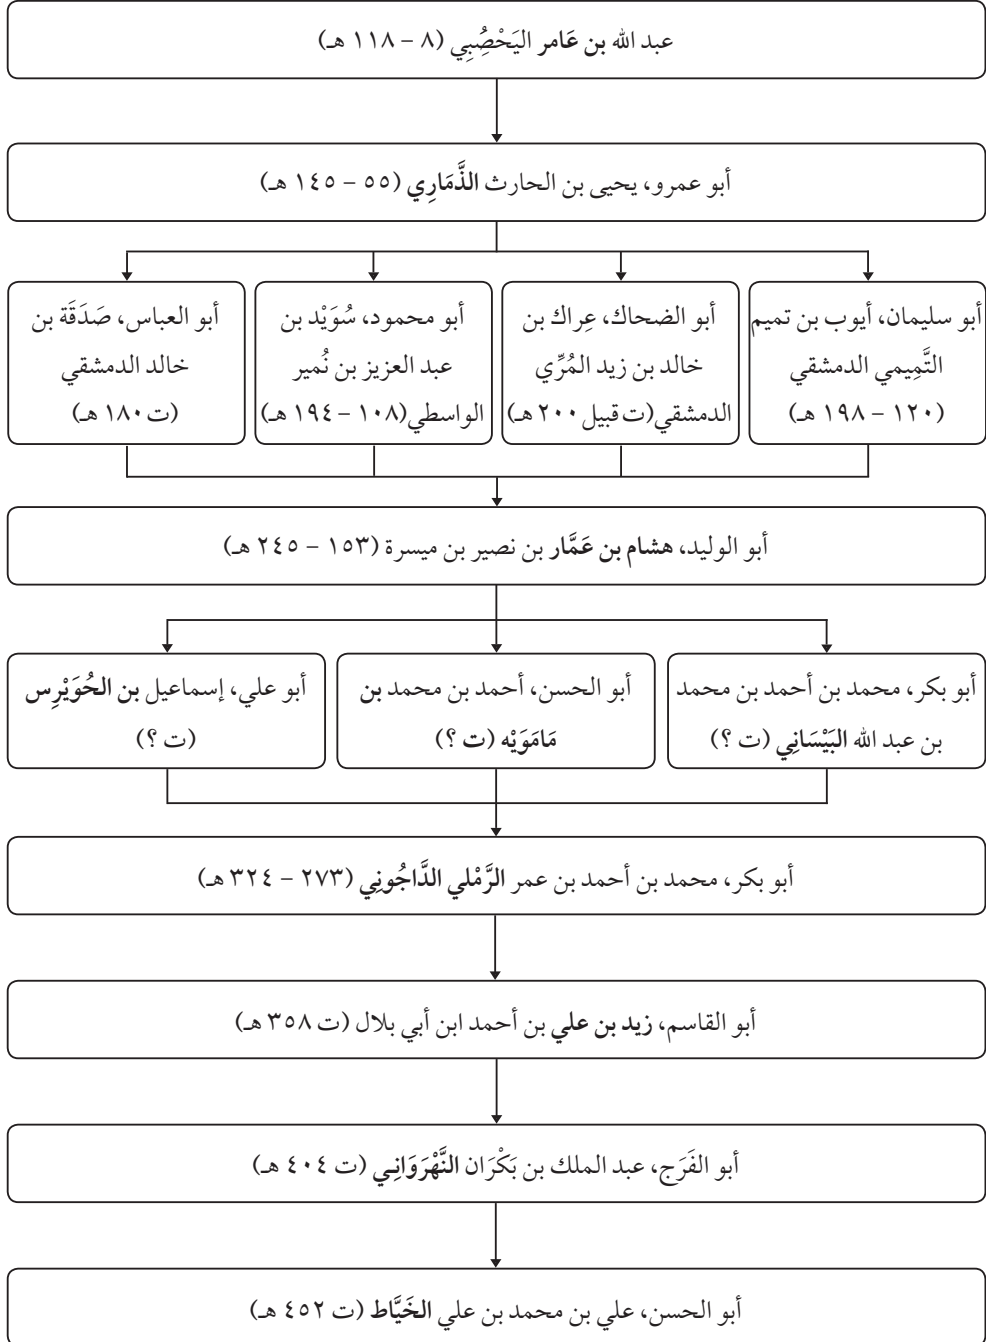 عبد الله بن عَامر اليَحْصُِبِي (٨ – ١١٨ هـ)
أبو عمرو، يحيى بن الحارث الذَّمَارِي (٥٥ – ١٤٥ هـ)
أبو سليمان، أيوب بن تميم
التَّمِيمي الدمشقي
(١٢٠ – ١٩٨ هـ)
أبو الضحاك، عِراك بن
خالد بن زيد المُرِّي
الدمشقي(ت قبيل ٢٠٠ هـ)
أبو محمود، سُوَيْد بن
عبد العزيز بن نُمير
الواسطي(١٠٨ – ١٩٤ هـ)
أبو العباس، صَدَقَة بن
خالد الدمشقي
(ت ١٨٠ هـ)
أبو الوليد، هشام بن عَمَّار بن نصير بن ميسرة (١٥٣ – ٢٤٥ هـ)
أبو بكر، محمد بن أحمد بن محمد
بن عبد الله البَيْسَانِي (ت ؟)
أبو الحسن، أحمد بن محمد بن
مَامَوَيْه (ت ؟)
أبو علي، إسماعيل بن الحُوَيْرِس
(ت ؟)
أبو بكر، محمد بن أحمد بن عمر الرَّمْلي الدَّاجُونِي (٢٧٣ – ٣٢٤ هـ)
أبو القاسم، زيد بن علي بن أحمد ابن أبي بلال (ت ٣٥٨ هـ)
أبو الفَرَج، عبد الملك بن بَكْرَان النَّهْرَوَانِي (ت ٤٠٤ هـ)
أبو الحسن، علي بن محمد بن علي الخَيَّاط (ت ٤٥٢ هـ)